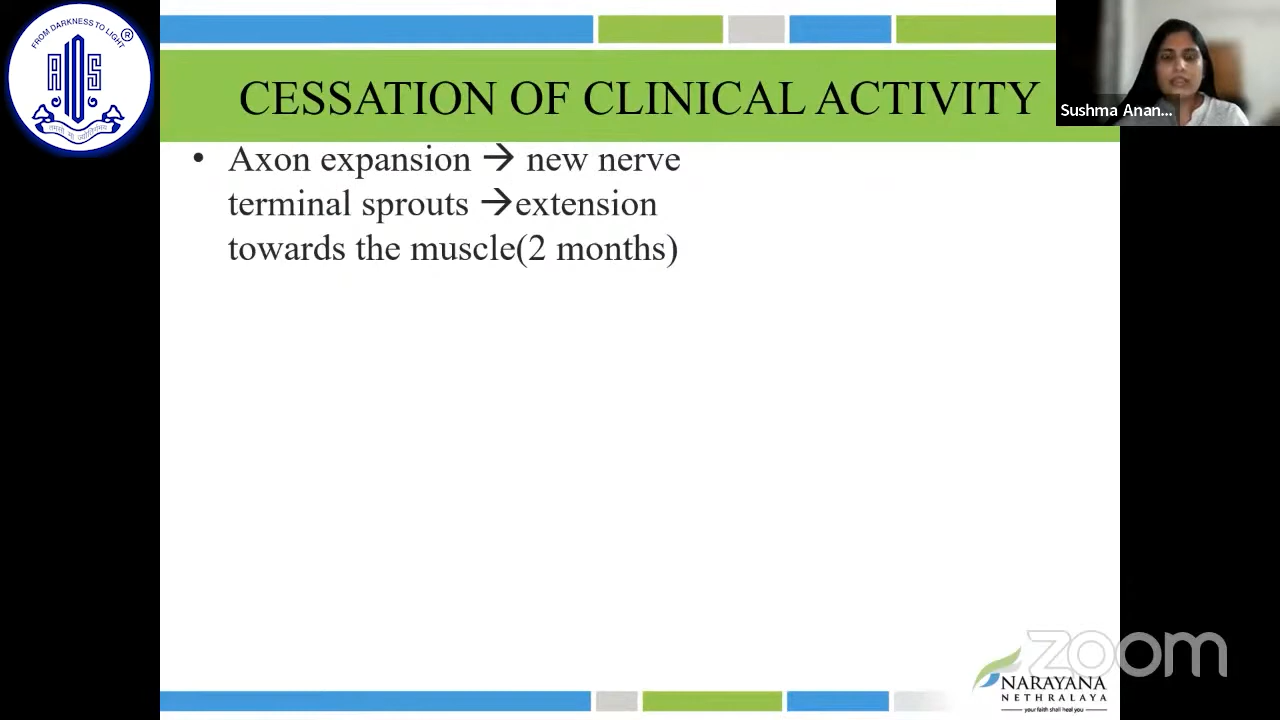 FROM DARKNESS TO LIGHT
®
AIOS
CESSATION OF CLINICAL ACTIVITY
Sushma Anan...
• Axon expansion → new nerve
terminal sprouts →extension
towards the muscle(2 months)
zoom
NARAYANA
NETHRALAYA
your faith shall heal you